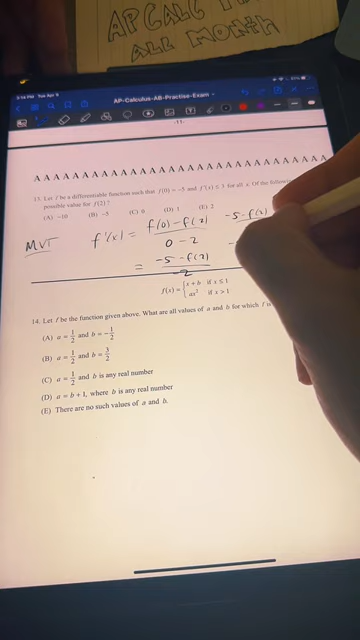 AP CALC
ALL MONTH
AP-Calculus-AB-Practise-Exam
-11-
A A A A A A A A A A A A A A A A A A A A A A A A A A A A A A
13. Let f be a differentiable function such that f(0) = −5 and f′(x) ≤ 3 for all x. Of the following
possible value for f(2) ?
(A) −10 (B) −5 (C) 0 (D) 1 (E) 2
MVT f'(x) = f(0) - f(2) / 0 - 2
-5 - f(2)
= -5 - f(2) / -2
f(x) = { x + b if x ≤ 1
ax² if x > 1
14. Let f be the function given above. What are all values of a and b for which f is
(A) a = 1/2 and b = −1/2
(B) a = 1/2 and b = 3/2
(C) a = 1/2 and b is any real number
(D) a = b + 1, where b is any real number
(E) There are no such values of a and b.